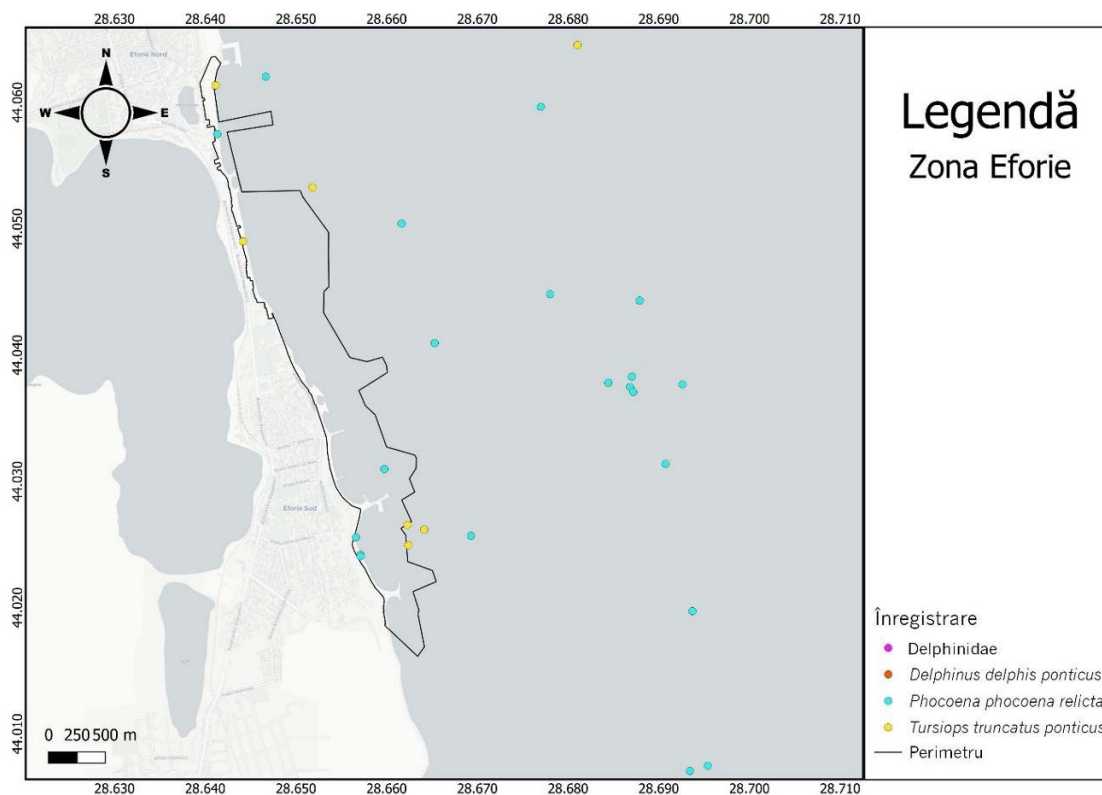 28.630 28.640 28.650 28.660 28.670 28.680 28.690 28.700 28.710
44.060
44.050
44.040
44.030
44.020
44.010
N
W E
S
Eforie Nord
Eforie Sud
0 250 500 m
28.630 28.640 28.650 28.660 28.670 28.680 28.690 28.700 28.710
Legendă
Zona Eforie
Înregistrare
Delphinidae
Delphinus delphis ponticus
Phocoena phocoena relicta
Tursiops truncatus ponticus
Perimetru